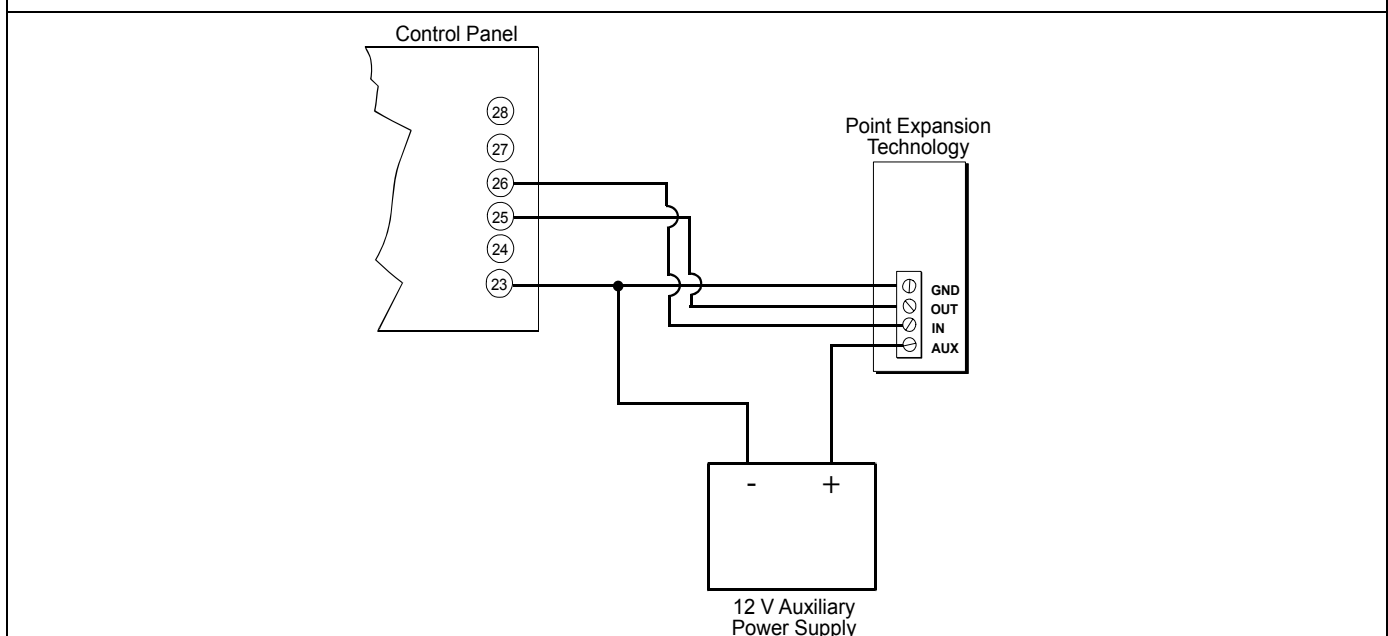 Control Panel
28
27
26
25
24
23
Point Expansion
Technology
GND
OUT
IN
AUX
- +
12 V Auxiliary
Power Supply